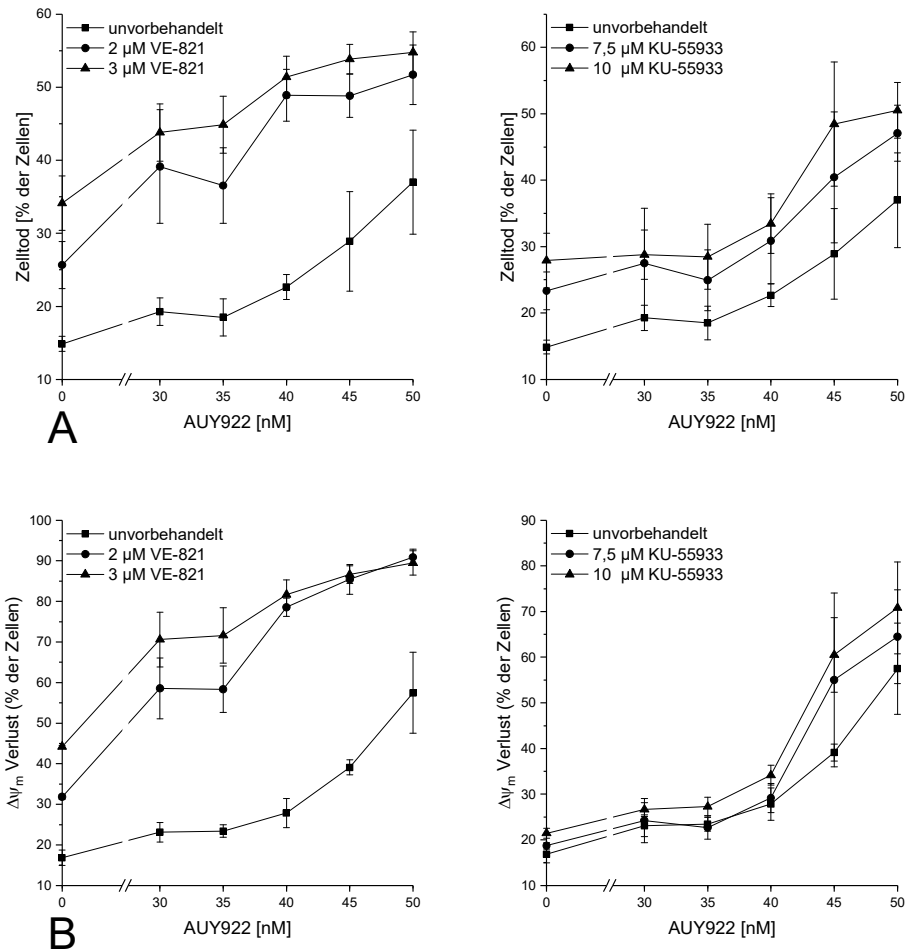 unvorbehandelt
2 µM VE-821
3 µM VE-821
Zelltod [% der Zellen]
60
50
40
30
20
10
0 30 35 40 45 50
AUY922 [nM]
A
unvorbehandelt
7,5 µM KU-55933
10 µM KU-55933
Zelltod [% der Zellen]
60
50
40
30
20
10
0 30 35 40 45 50
AUY922 [nM]
unvorbehandelt
2 µM VE-821
3 µM VE-821
Δψm Verlust (% der Zellen)
100
90
80
70
60
50
40
30
20
10
0 30 35 40 45 50
AUY922 [nM]
B
unvorbehandelt
7,5 µM KU-55933
10 µM KU-55933
Δψm Verlust (% der Zellen)
90
80
70
60
50
40
30
20
10
0 30 35 40 45 50
AUY922 [nM]